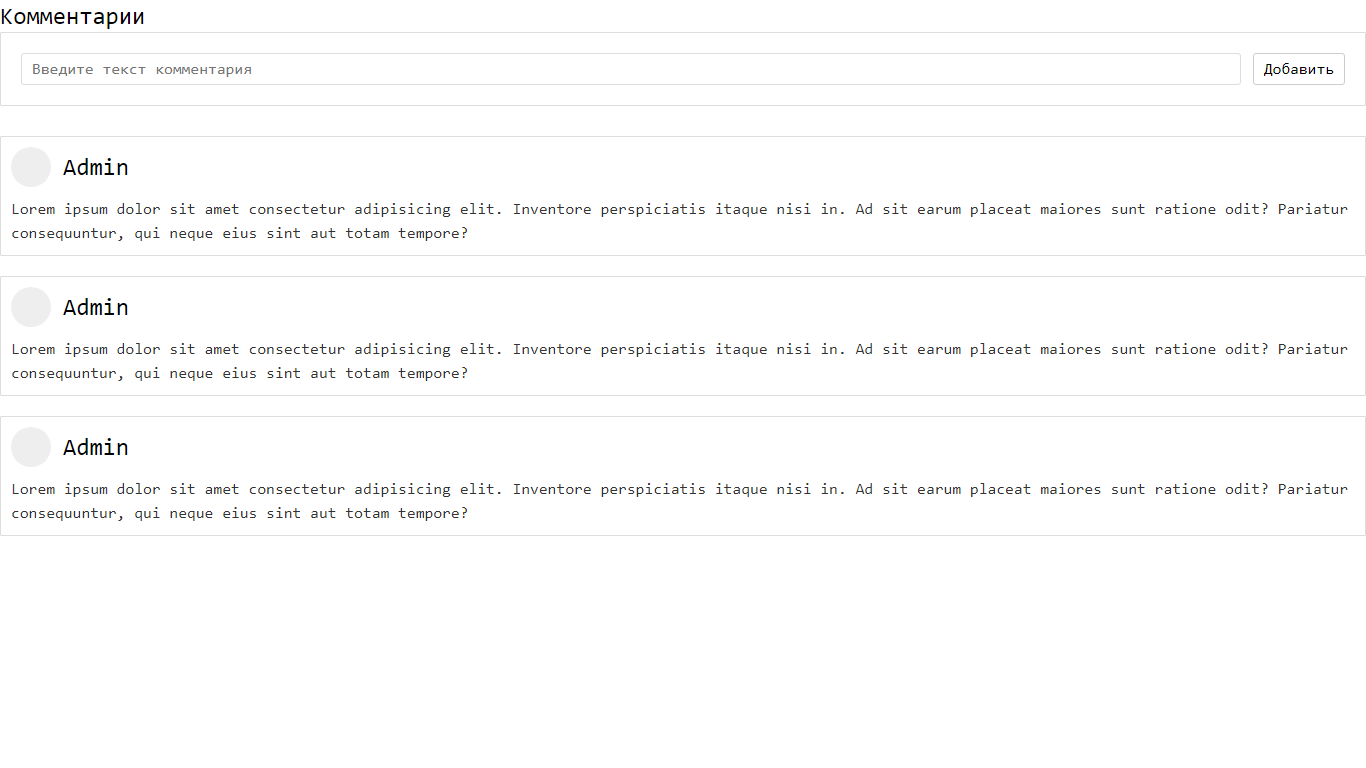 Комментарии
Введите текст комментария
Добавить
Admin
Lorem ipsum dolor sit amet consectetur adipisicing elit. Inventore perspiciatis itaque nisi in. Ad sit earum placeat maiores sunt ratione odit? Pariatur
consequuntur, qui neque eius sint aut totam tempore?
Admin
Lorem ipsum dolor sit amet consectetur adipisicing elit. Inventore perspiciatis itaque nisi in. Ad sit earum placeat maiores sunt ratione odit? Pariatur
consequuntur, qui neque eius sint aut totam tempore?
Admin
Lorem ipsum dolor sit amet consectetur adipisicing elit. Inventore perspiciatis itaque nisi in. Ad sit earum placeat maiores sunt ratione odit? Pariatur
consequuntur, qui neque eius sint aut totam tempore?